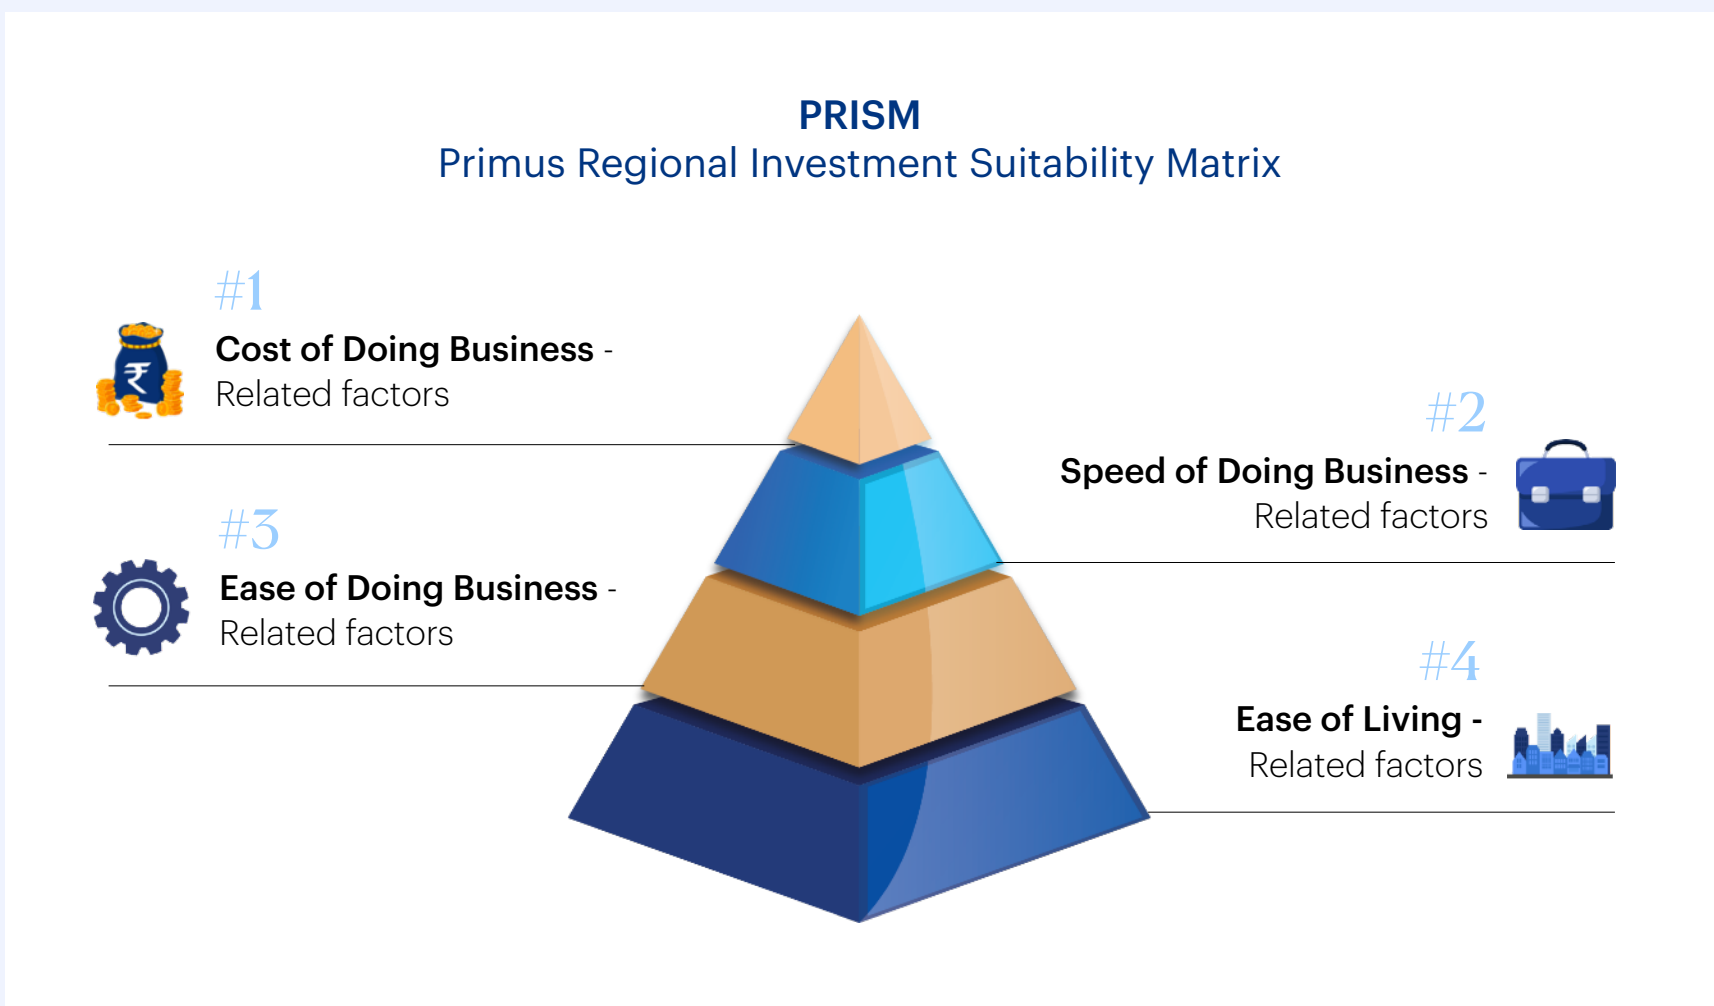 PRISM
Primus Regional Investment Suitability Matrix
#1
Cost of Doing Business -
Related factors
#2
Speed of Doing Business -
Related factors
#3
Ease of Doing Business -
Related factors
#4
Ease of Living -
Related factors
₹